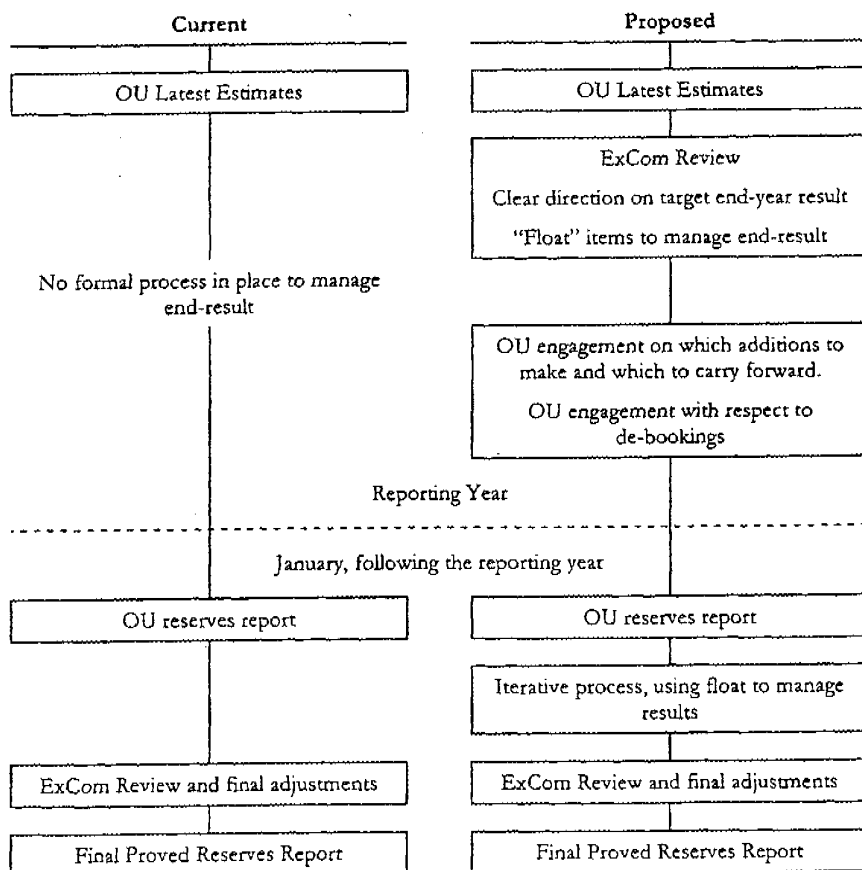 Current
OU Latest Estimates
No formal process in place to manage
end-result
Proposed
OU Latest Estimates
ExCom Review
Clear direction on target end-year result
"Float" items to manage end-result
OU engagement on which additions to
make and which to carry forward.
OU engagement with respect to
de-bookings
Reporting Year
January, following the reporting year
OU reserves report
ExCom Review and final adjustments
Final Proved Reserves Report
OU reserves report
Iterative process, using float to manage
results
ExCom Review and final adjustments
Final Proved Reserves Report